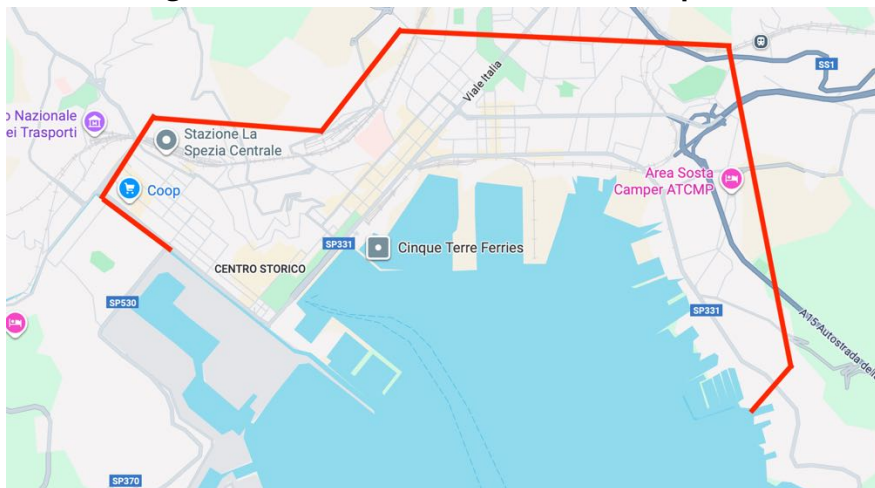 SS1
Viale Italia
o Nazionale
ei Trasporti
Stazione La
Spezia Centrale
Area Sosta
Camper ATCMP
Coop
SP331
Cinque Terre Ferries
CENTRO STORICO
SP530
SP331
A15 Autostrada della
SP370